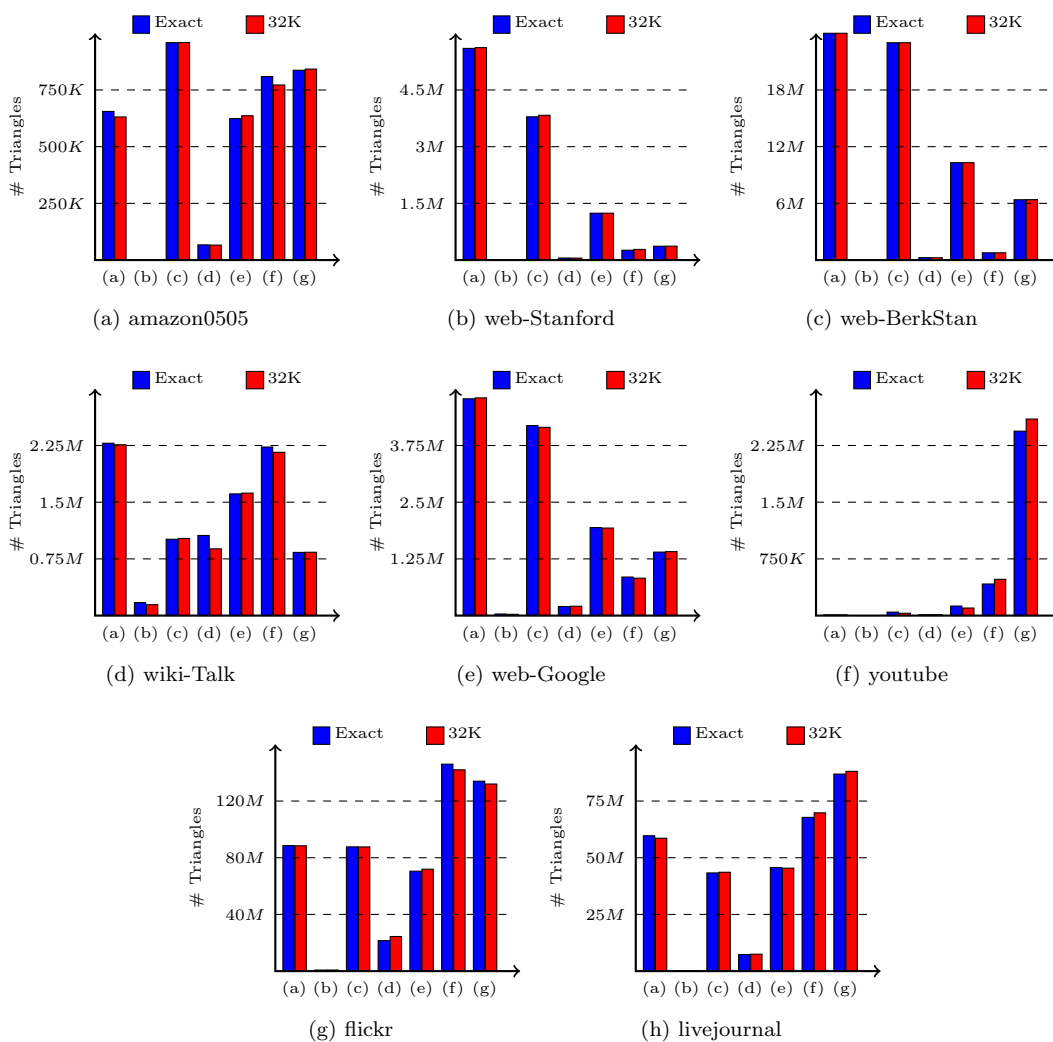 Exact 32K
750K
500K
250K
# Triangles
(a) (b) (c) (d) (e) (f) (g)
(a) amazon0505
Exact 32K
4.5M
3M
1.5M
# Triangles
(a) (b) (c) (d) (e) (f) (g)
(b) web-Stanford
Exact 32K
18M
12M
6M
# Triangles
(a) (b) (c) (d) (e) (f) (g)
(c) web-BerkStan
Exact 32K
2.25M
1.5M
0.75M
# Triangles
(a) (b) (c) (d) (e) (f) (g)
(d) wiki-Talk
Exact 32K
3.75M
2.5M
1.25M
# Triangles
(a) (b) (c) (d) (e) (f) (g)
(e) web-Google
Exact 32K
2.25M
1.5M
750K
# Triangles
(a) (b) (c) (d) (e) (f) (g)
(f) youtube
Exact 32K
120M
80M
40M
# Triangles
(a) (b) (c) (d) (e) (f) (g)
(g) flickr
Exact 32K
75M
50M
25M
# Triangles
(a) (b) (c) (d) (e) (f) (g)
(h) livejournal